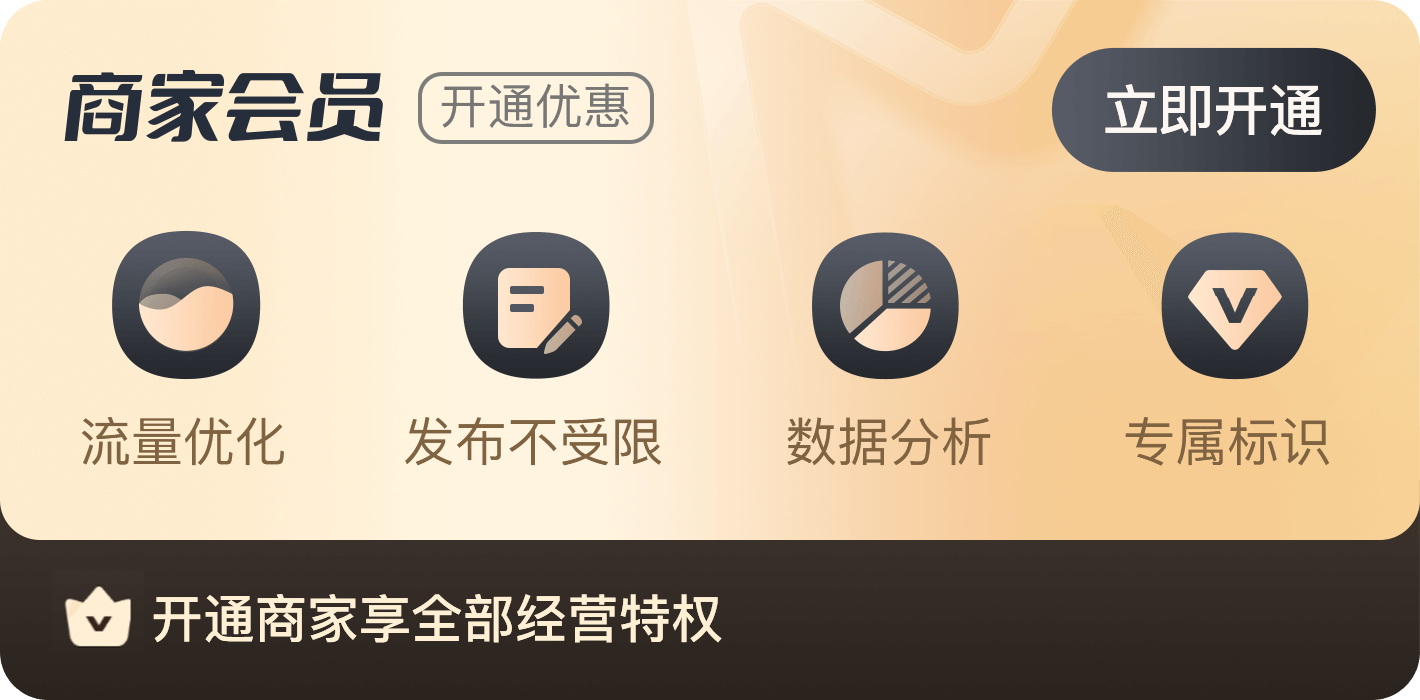 商家会员 开通优惠 立即开通
流量优化 发布不受限 数据分析 专属标识
开通商家享全部经营特权